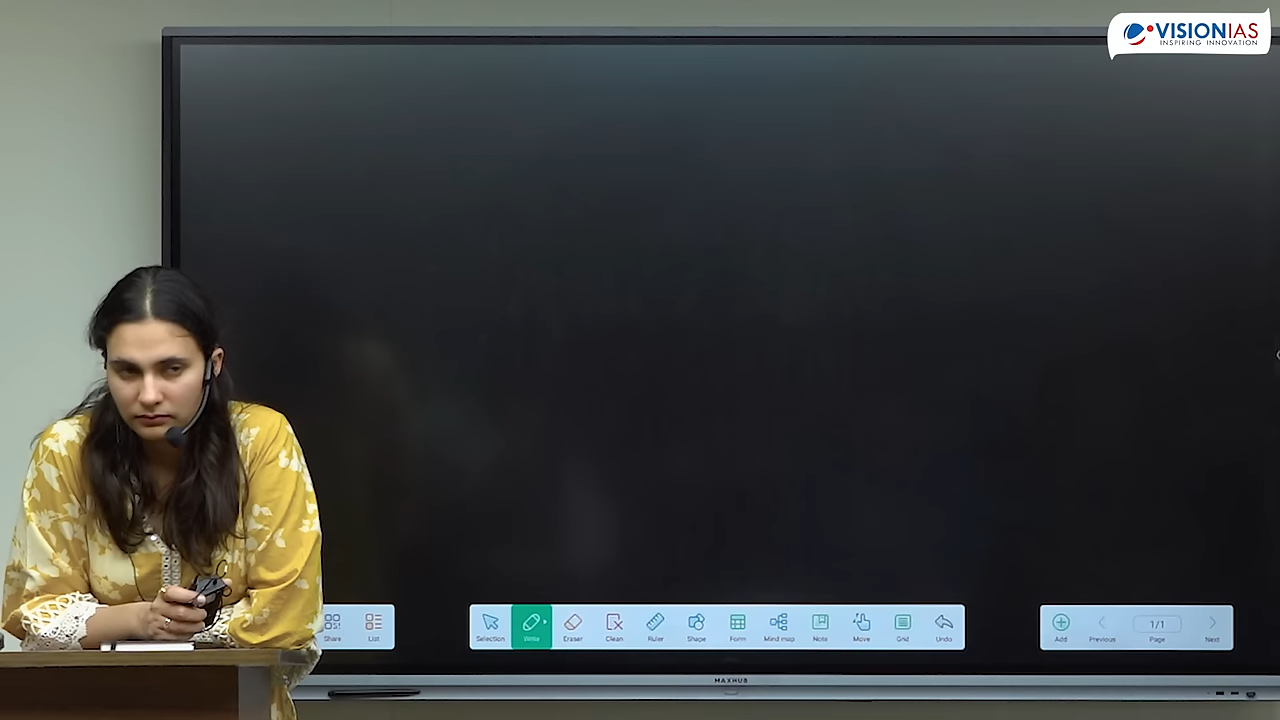 VISIONIAS
INSPIRING INNOVATION
Share
List
Selection
Write
Eraser
Clean
Ruler
Shape
Form
Mind map
Note
Move
Grid
Undo
Add
Previous
1/1
Page
Next
MAXHUB